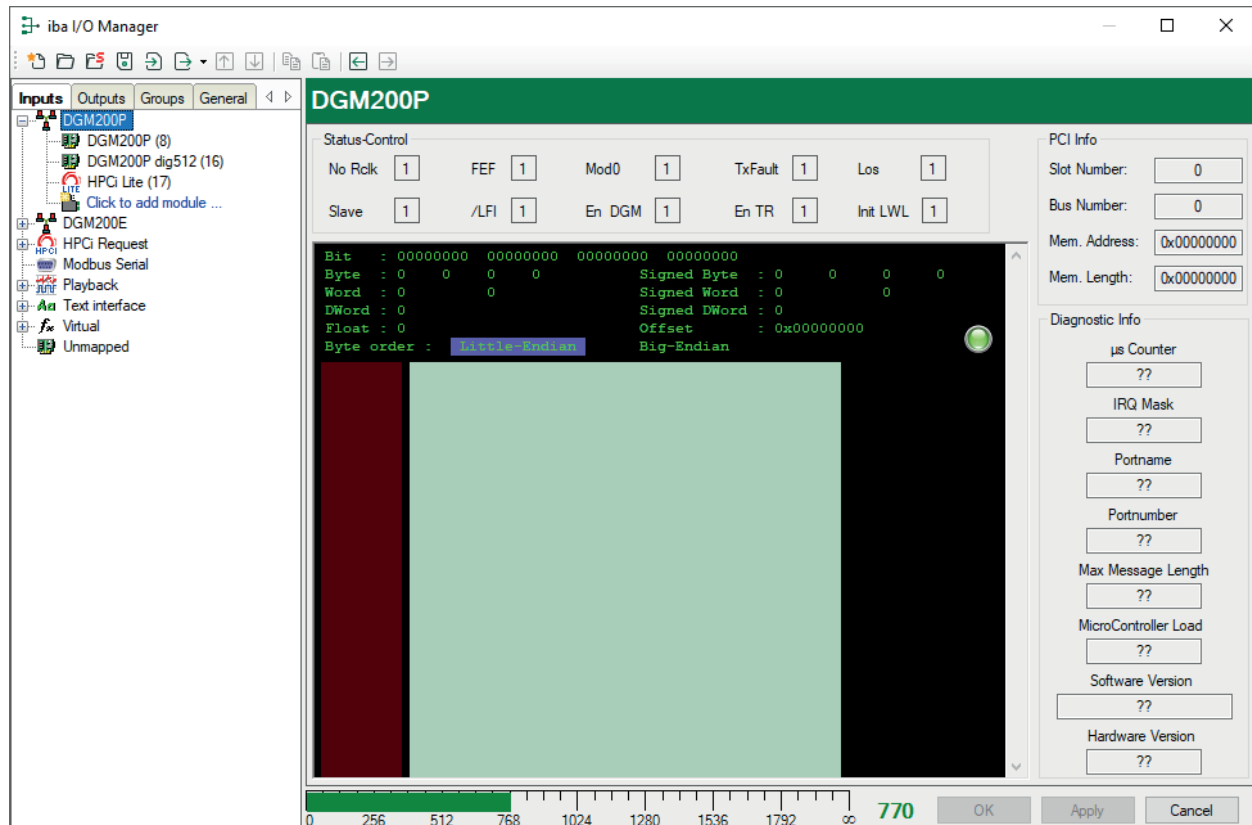 iba I/O Manager
Inputs Outputs Groups General
DGM200P
DGM200P (8)
DGM200P dig512 (16)
HPCi Lite (17)
Click to add module ...
DGM200E
HPCi Request
Modbus Serial
Playback
Text interface
Virtual
Unmapped
DGM200P
Status-Control
No Rclk 1 FEF 1 Mod0 1 TxFault 1 Los 1
Slave 1 /LFI 1 En DGM 1 En TR 1 Init LWL 1
Bit : 00000000 00000000 00000000 00000000
Byte : 0 0 0 0 Signed Byte : 0 0 0 0
Word : 0 0 Signed Word : 0 0
DWord : 0 Signed DWord : 0
Float : 0 Offset : 0x00000000
Byte order : Little-Endian Big-Endian
PCI Info
Slot Number: 0
Bus Number: 0
Mem. Address: 0x00000000
Mem. Length: 0x00000000
Diagnostic Info
µs Counter
??
IRQ Mask
??
Portname
??
Portnumber
??
Max Message Length
??
MicroController Load
??
Software Version
??
Hardware Version
??
0 256 512 768 1024 1280 1536 1792 ∞
770 OK Apply Cancel